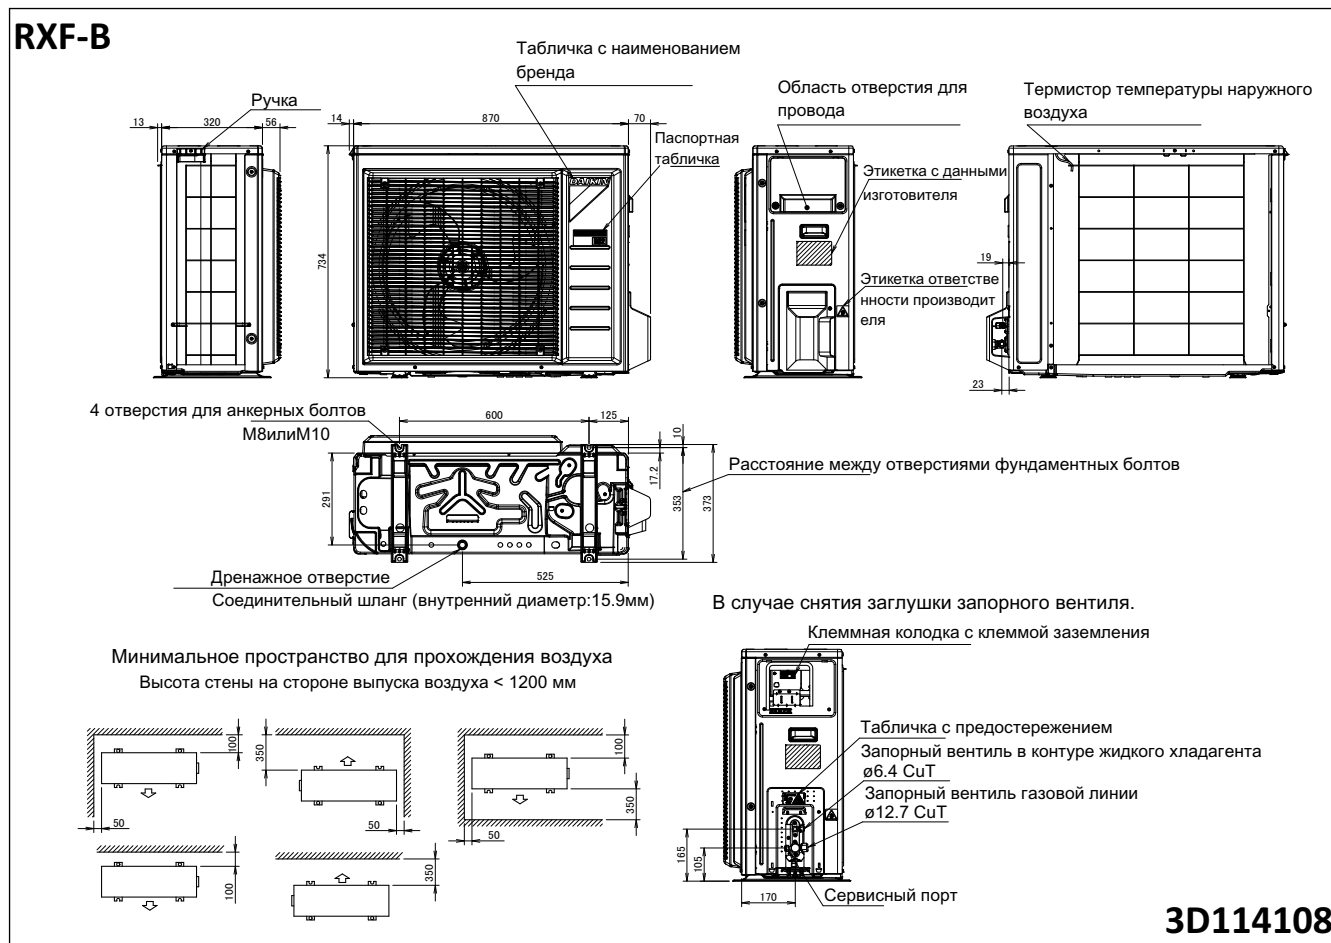 RXF-B
Табличка с наименованием
бренда
Ручка
Область отверстия для
провода
Термистор температуры наружного
воздуха
13
320
56
14
870
70
Паспортная
табличка
DAIKIN
Этикетка с данными
изготовителя
734
19
Этикетка ответстве
нности производит
еля
23
4 отверстия для анкерных болтов
М8илиМ10
600
125
10
17.2
Расстояние между отверстиями фундаментных болтов
291
353
373
Дренажное отверстие
525
Соединительный шланг (внутренний диаметр:15.9мм)
В случае снятия заглушки запорного вентиля.
Клеммная колодка с клеммой заземления
Минимальное пространство для прохождения воздуха
Высота стены на стороне выпуска воздуха < 1200 мм
100
350
100
350
50
50
50
100
350
Табличка с предостережением
Запорный вентиль в контуре жидкого хладагента
ø6.4 CuT
Запорный вентиль газовой линии
ø12.7 CuT
165
105
170
Сервисный порт
3D114108